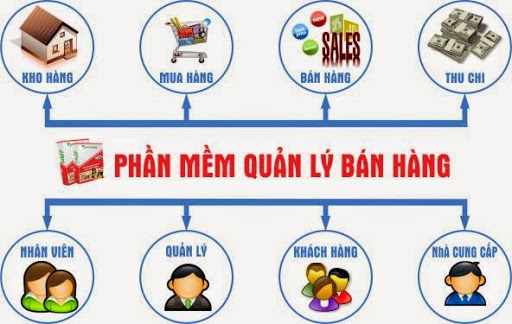 SALES
KHO HÀNG
MUA HÀNG
BÁN HÀNG
THU CHI
PHẦN MỀM QUẢN LÝ BÁN HÀNG
NHÂN VIÊN
QUẢN LÝ
KHÁCH HÀNG
NHÀ CUNG CẤP